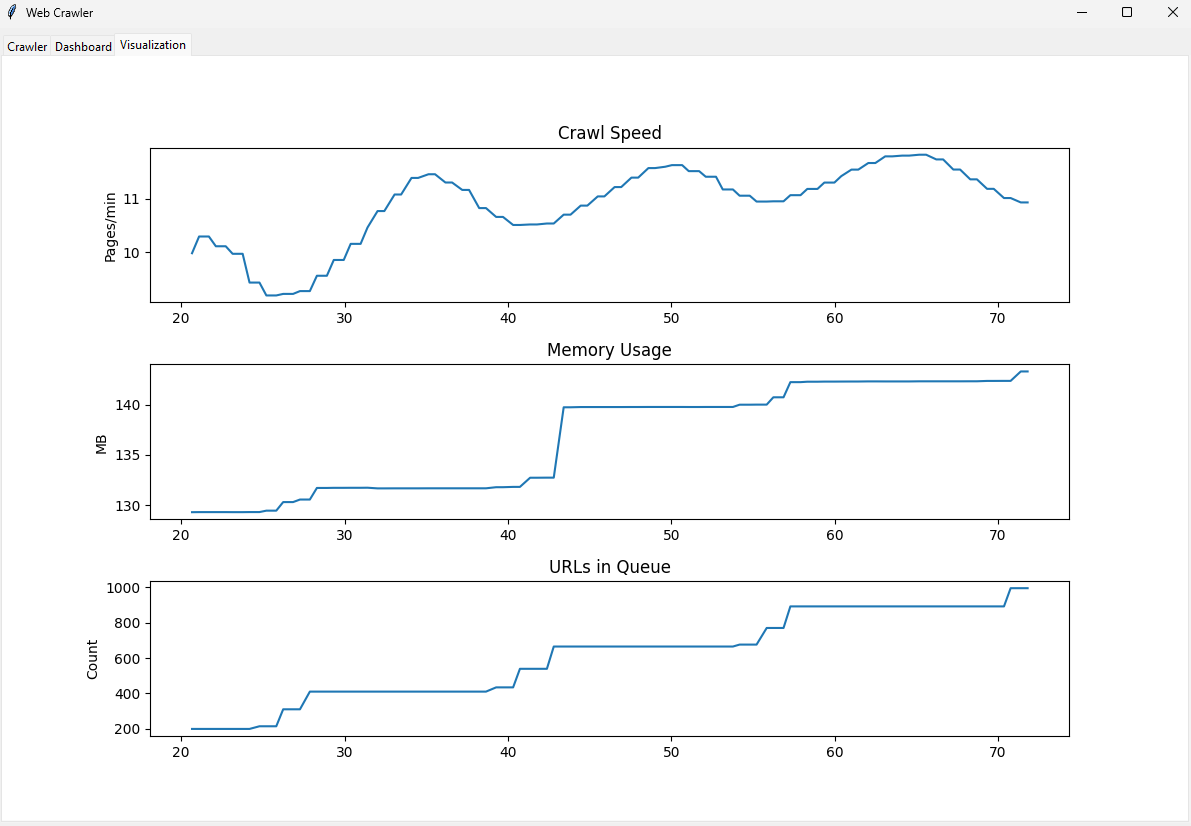 Web Crawler
Crawler Dashboard Visualization
Crawl Speed
Pages/min
11
10
20 30 40 50 60 70
Memory Usage
MB
140
135
130
20 30 40 50 60 70
URLs in Queue
Count
1000
800
600
400
200
20 30 40 50 60 70